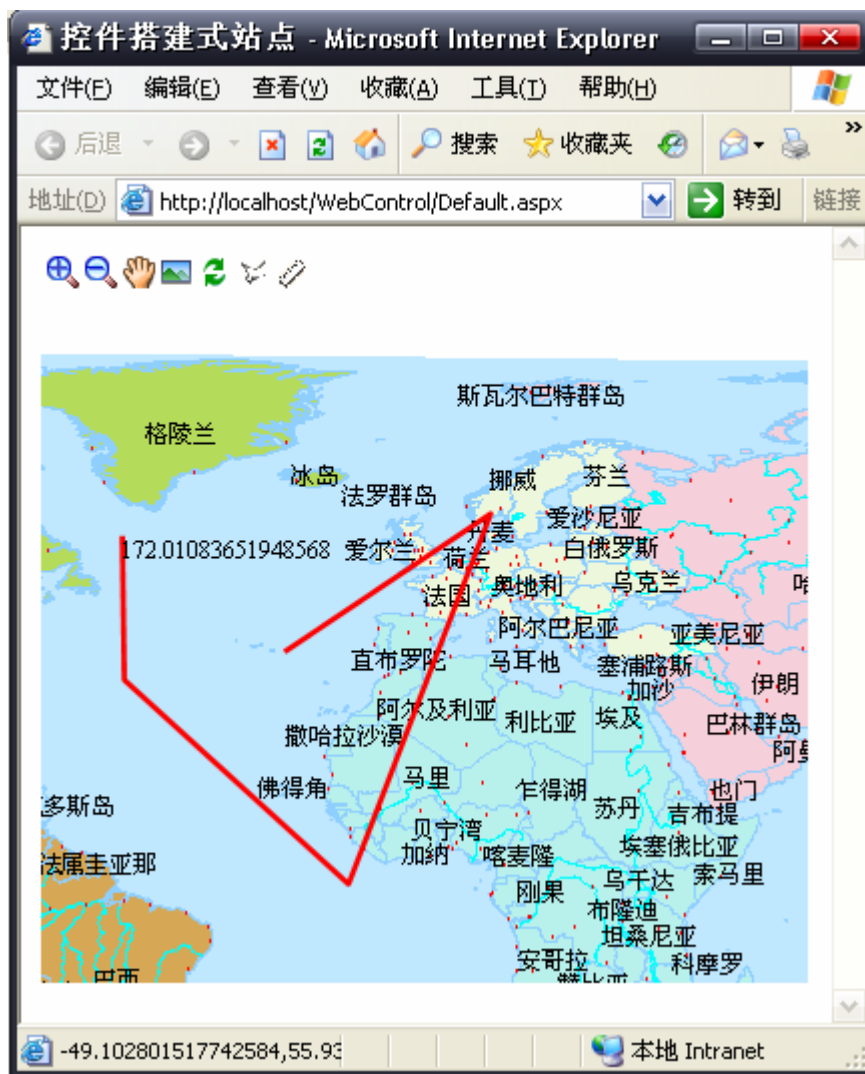 控件搭建式站点 - Microsoft Internet Explorer
文件(F) 编辑(E) 查看(V) 收藏(A) 工具(T) 帮助(H)
后退 搜索 收藏夹 »
地址(D) http://localhost/WebControl/Default.aspx 转到 链接
斯瓦尔巴特群岛
格陵兰
冰岛
挪威 芬兰
法罗群岛
爱沙尼亚
丹麦
172.01083651948568 爱尔兰 荷兰 白俄罗斯
法国 奥地利 乌克兰 哈
阿尔巴尼亚 亚美尼亚
直布罗陀 马耳他 塞浦路斯
加沙 伊朗
阿尔及利亚 利比亚 埃及 巴林群岛
撒哈拉沙漠 阿曼
佛得角 马里 乍得湖 也门
多斯岛 苏丹 吉布提
贝宁湾
加纳 喀麦隆 埃塞俄比亚
法属圭亚那 乌干达 索马里
刚果
布隆迪
坦桑尼亚
安哥拉 科摩罗
巴西 赞比亚
-49.102801517742584,55.93 本地 Intranet